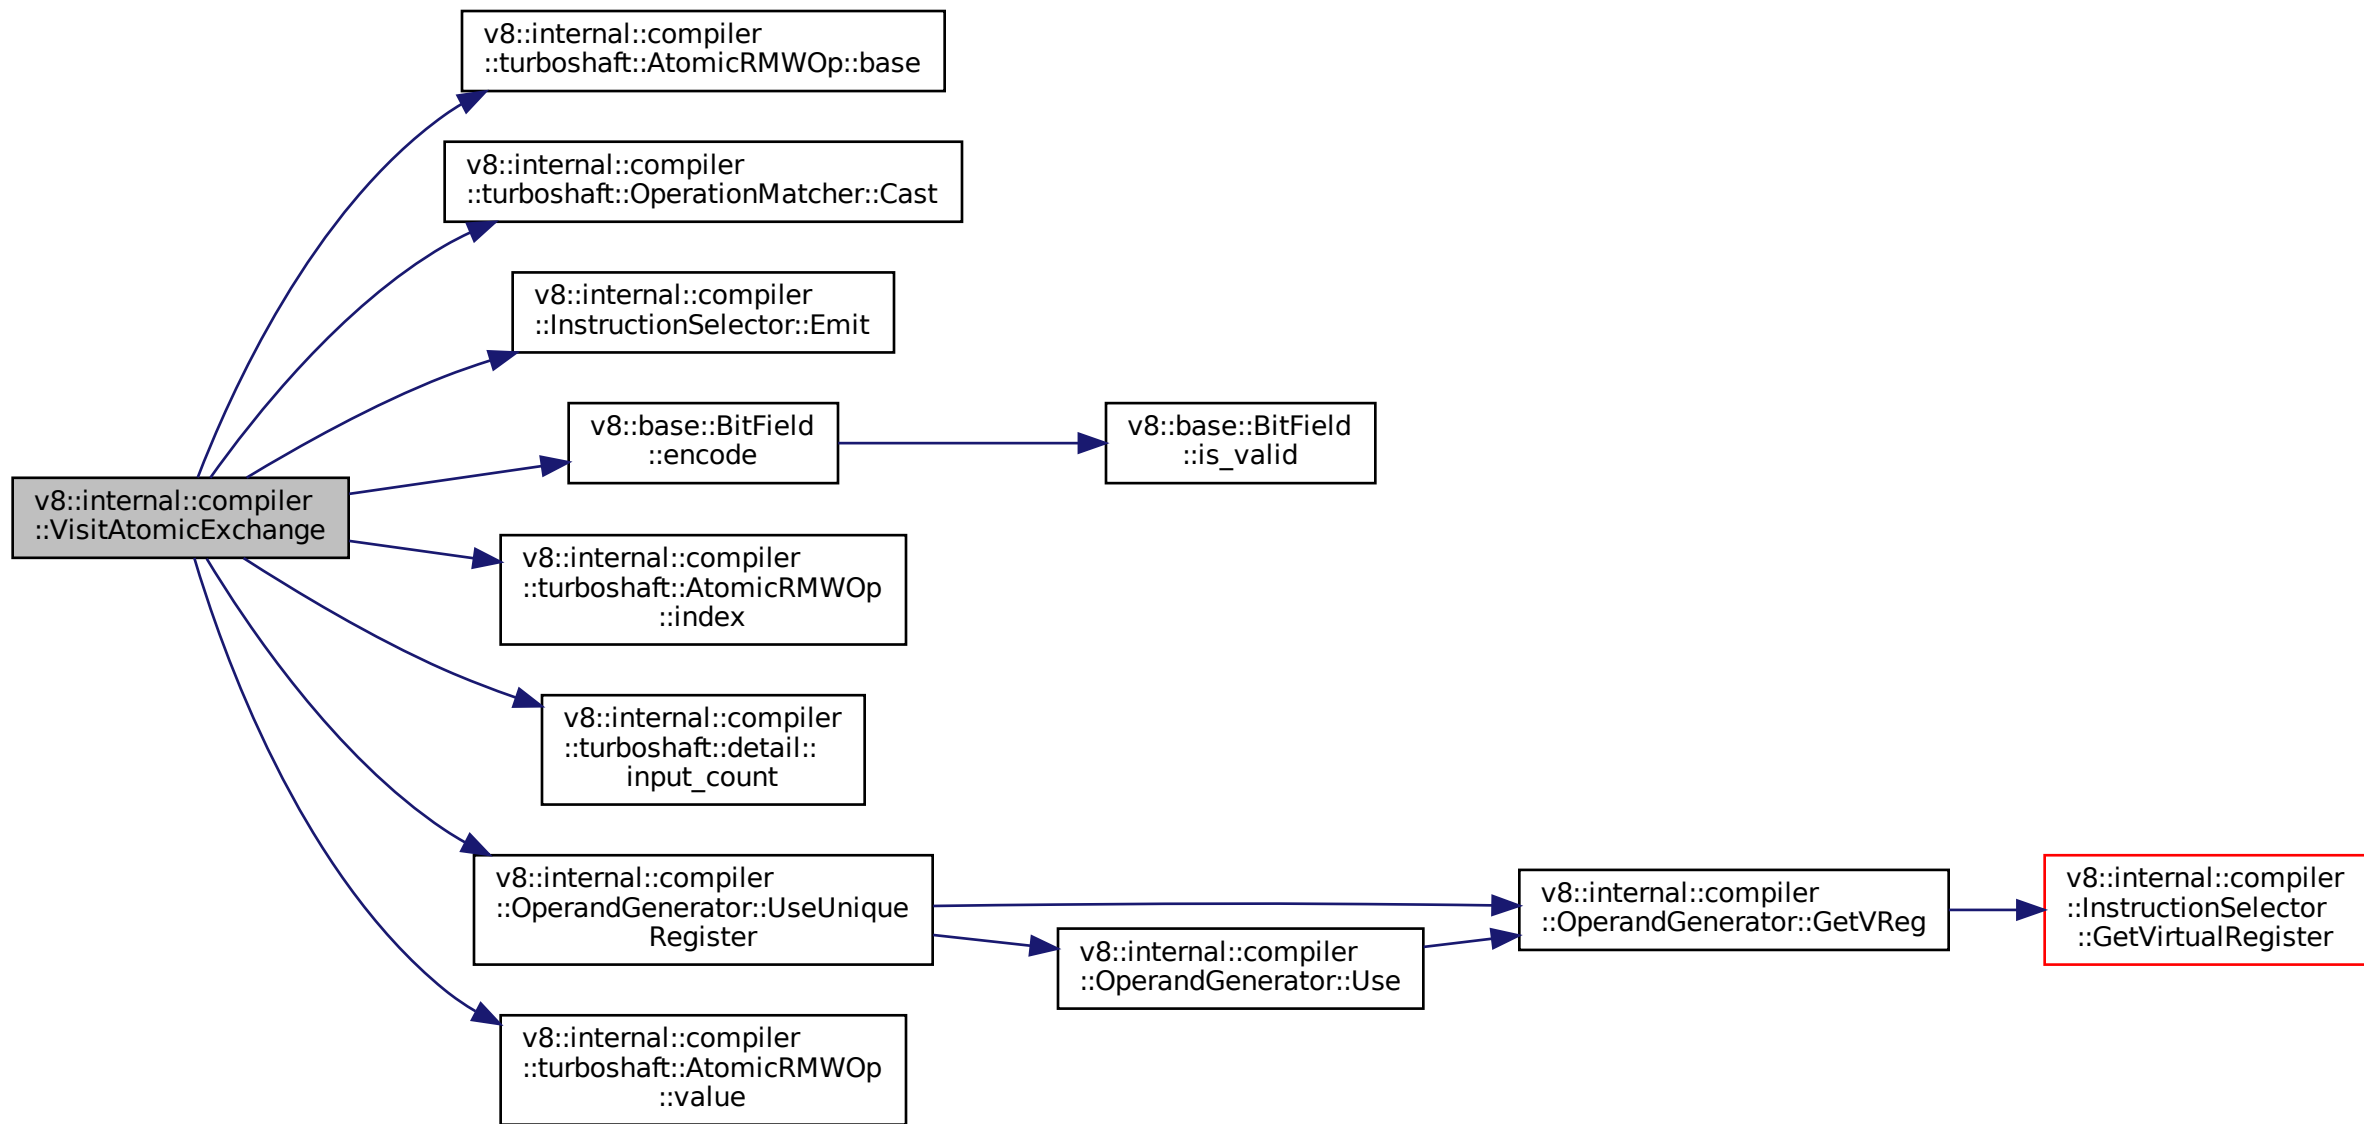 v8::internal::compiler
::turboshaft::AtomicRMWOp::base
v8::internal::compiler
::turboshaft::OperationMatcher::Cast
v8::internal::compiler
::InstructionSelector::Emit
v8::base::BitField
::encode
v8::base::BitField
::is_valid
v8::internal::compiler
::VisitAtomicExchange
v8::internal::compiler
::turboshaft::AtomicRMWOp
::index
v8::internal::compiler
::turboshaft::detail::
input_count
v8::internal::compiler
::OperandGenerator::UseUnique
Register
v8::internal::compiler
::OperandGenerator::Use
v8::internal::compiler
::OperandGenerator::GetVReg
v8::internal::compiler
::InstructionSelector
::GetVirtualRegister
v8::internal::compiler
::turboshaft::AtomicRMWOp
::value